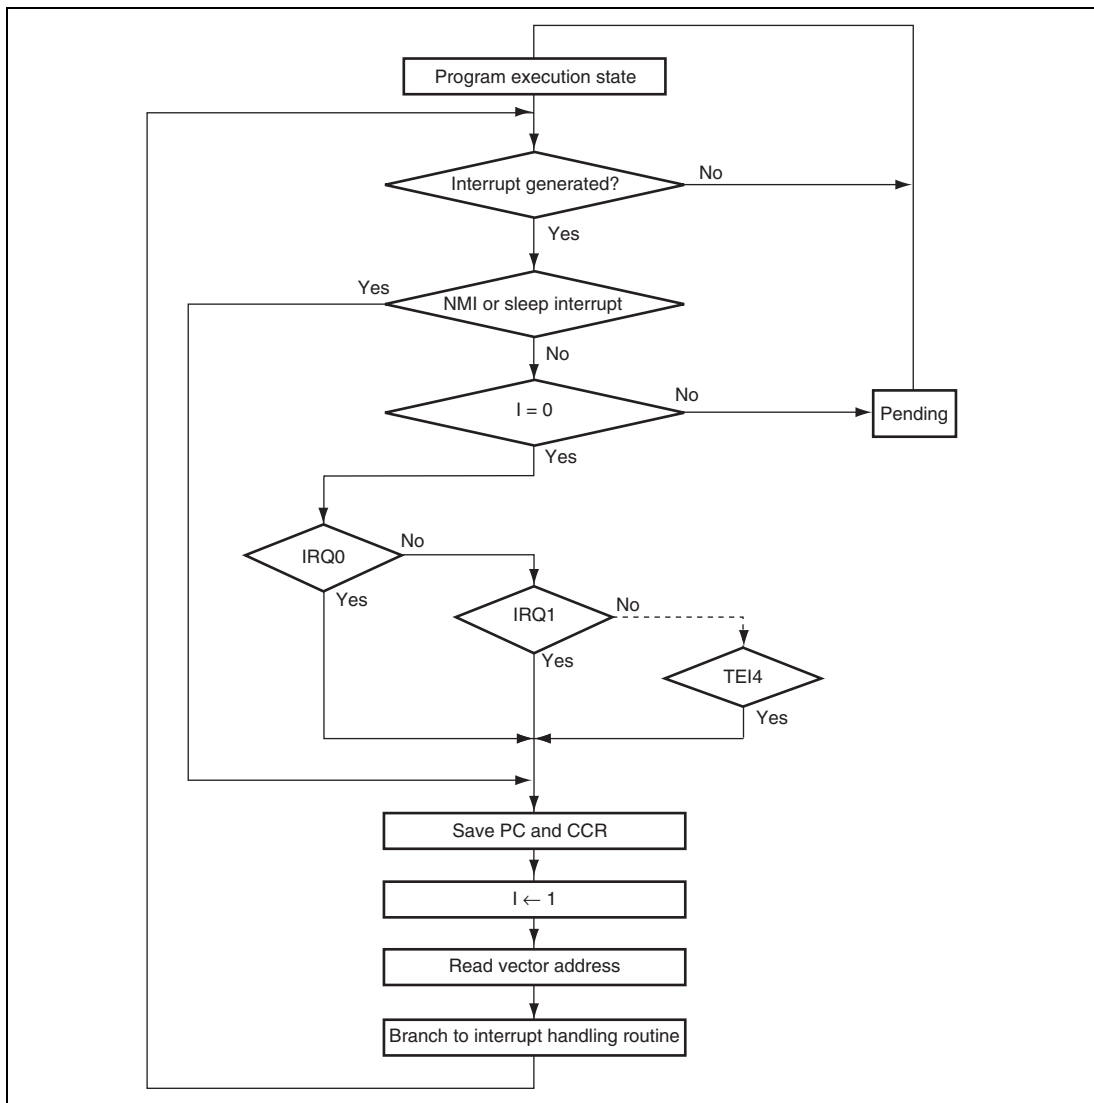 Program execution state
Interrupt generated?
No
Yes
Yes
NMI or sleep interrupt
No
I = 0
No
Pending
Yes
IRQ0
No
Yes
IRQ1
No
Yes
TEI4
Yes
Save PC and CCR
I ← 1
Read vector address
Branch to interrupt handling routine